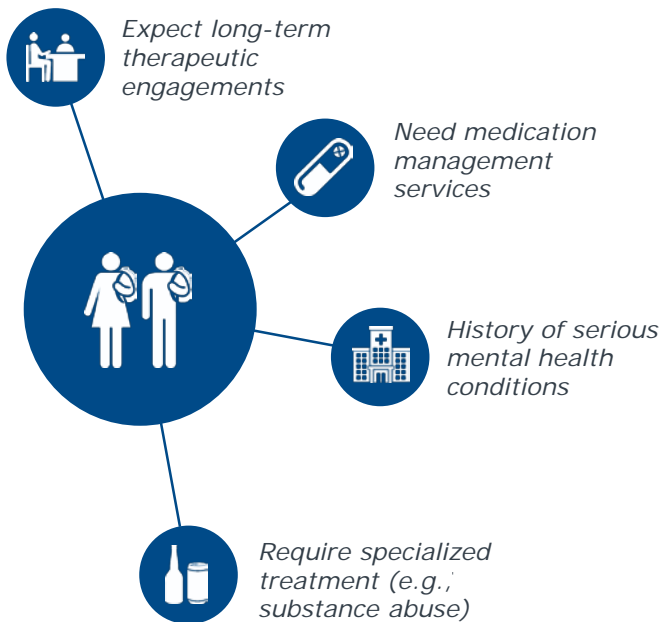 Expect long-term
therapeutic
engagements
Need medication
management
services
History of serious
mental health
conditions
Require specialized
treatment (e.g.,
substance abuse)